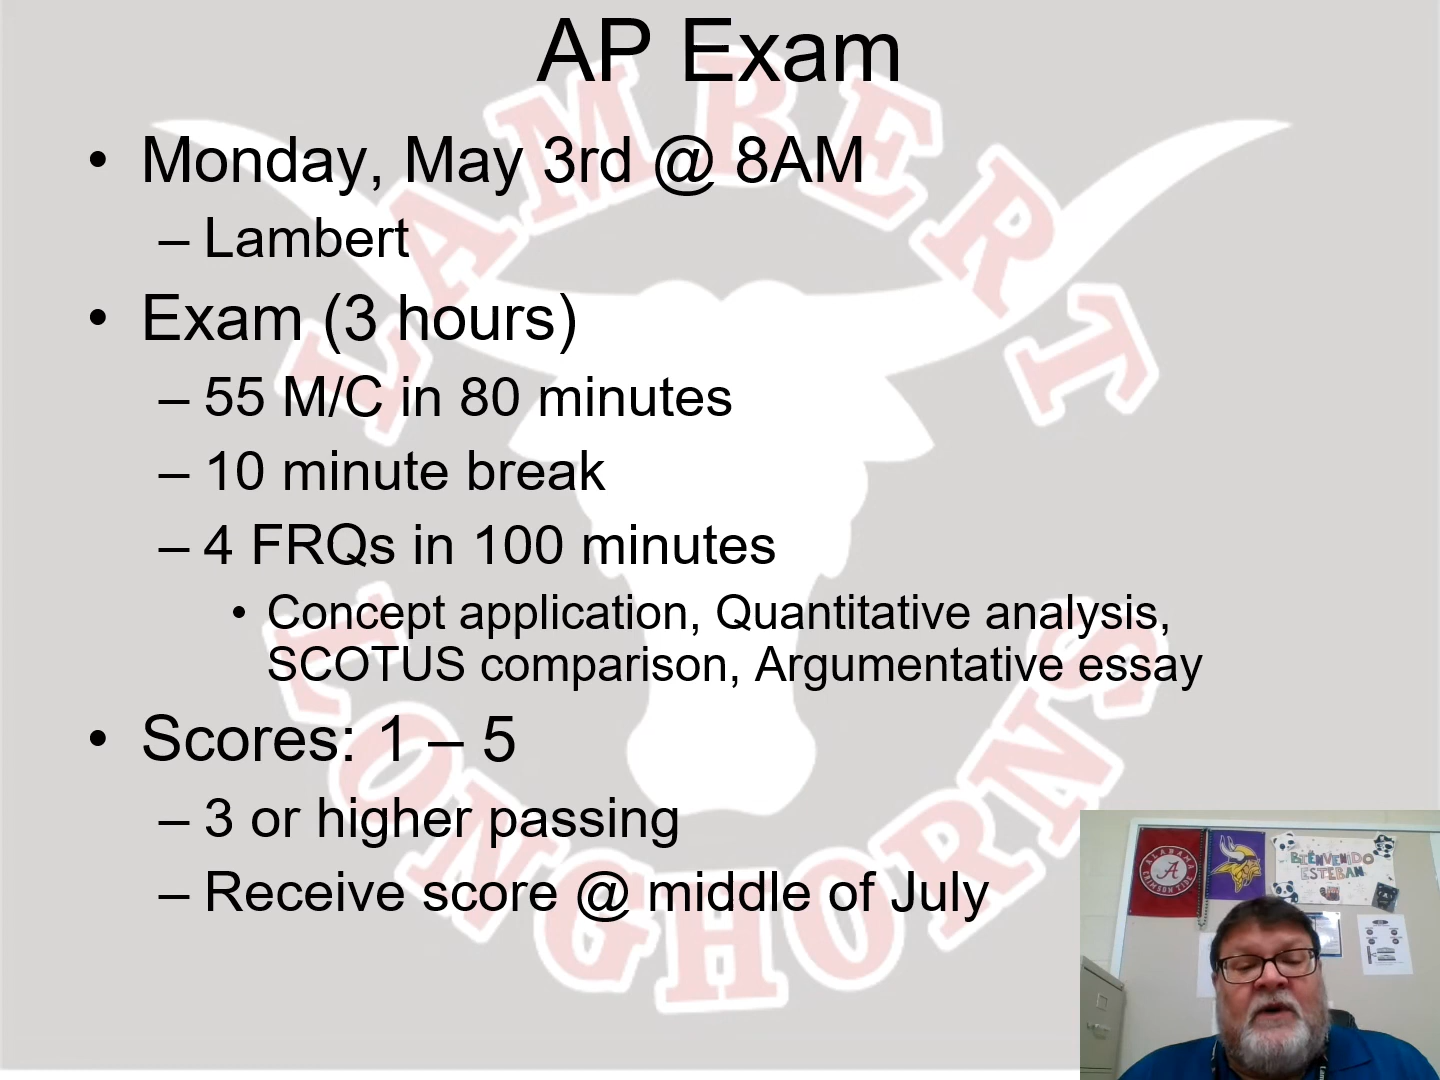 AP Exam
• Monday, May 3rd @ 8AM
– Lambert
• Exam (3 hours)
– 55 M/C in 80 minutes
– 10 minute break
– 4 FRQs in 100 minutes
• Concept application, Quantitative analysis,
SCOTUS comparison, Argumentative essay
• Scores: 1 – 5
– 3 or higher passing
– Receive score @ middle of July
LAMBERT
LONGHORNS
ALABAMA
A
CRIMSON TIDE
BIENVENIDO
ESTEBAN